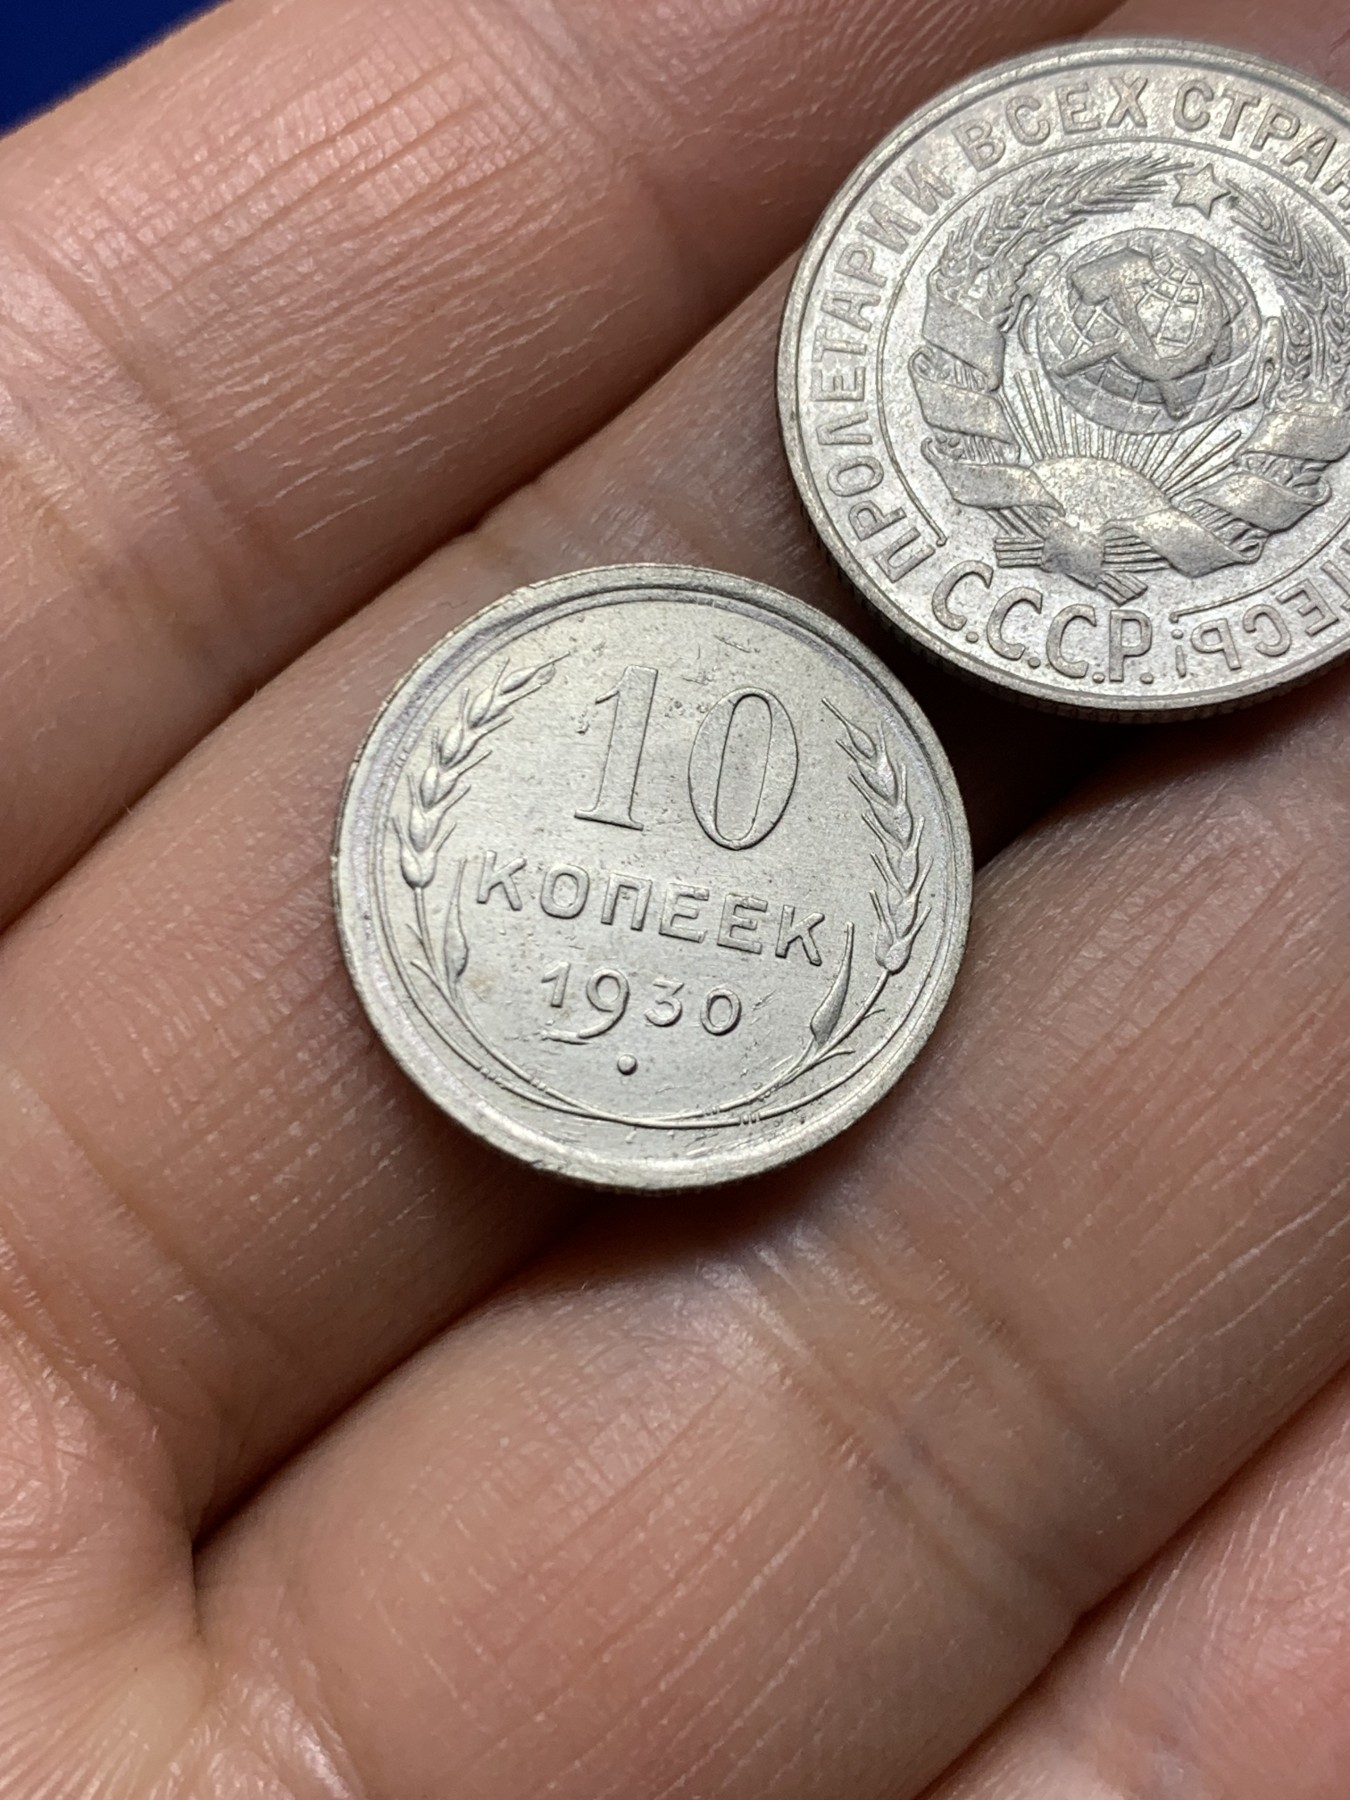 ПРОЛЕТАРИИ ВСЕХ СТРАН
С.С.С.Р.
10
КОПЕЕК
1930